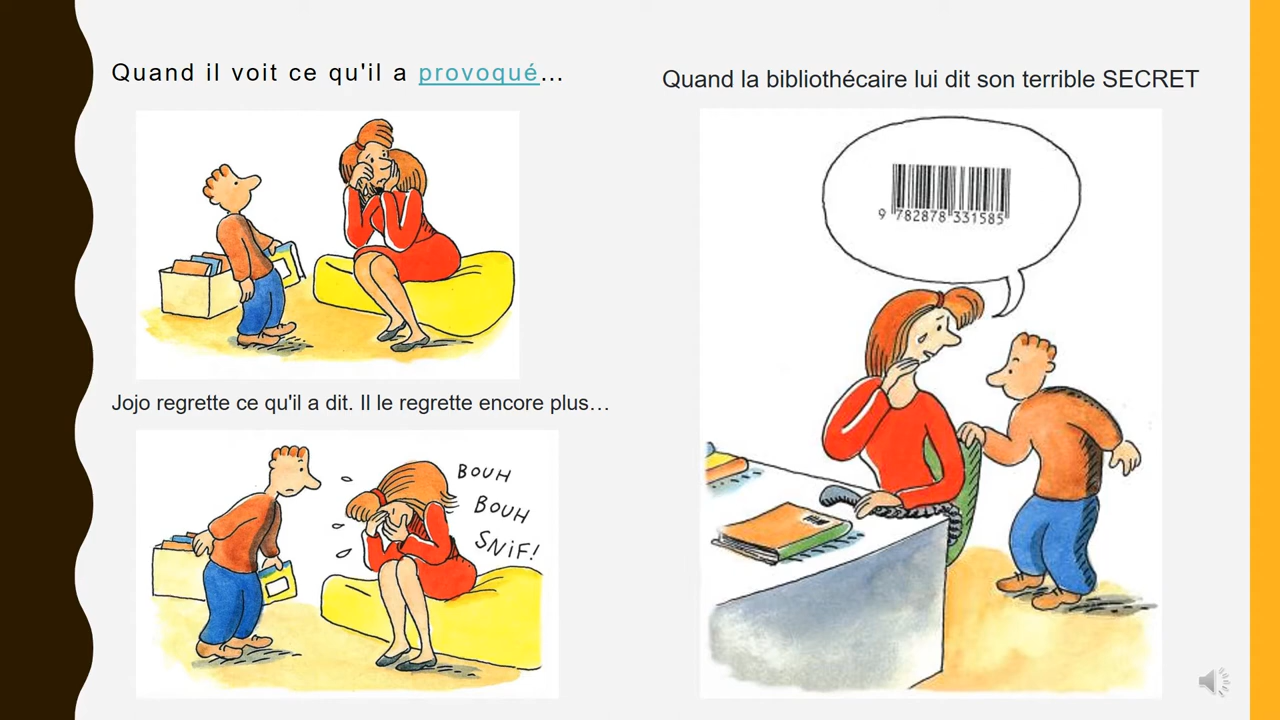 Quand il voit ce qu'il a provoqué...
Jojo regrette ce qu'il a dit. Il le regrette encore plus...
BOUH
BOUH
SNiF!
Quand la bibliothécaire lui dit son terrible SECRET
9 782878 331585